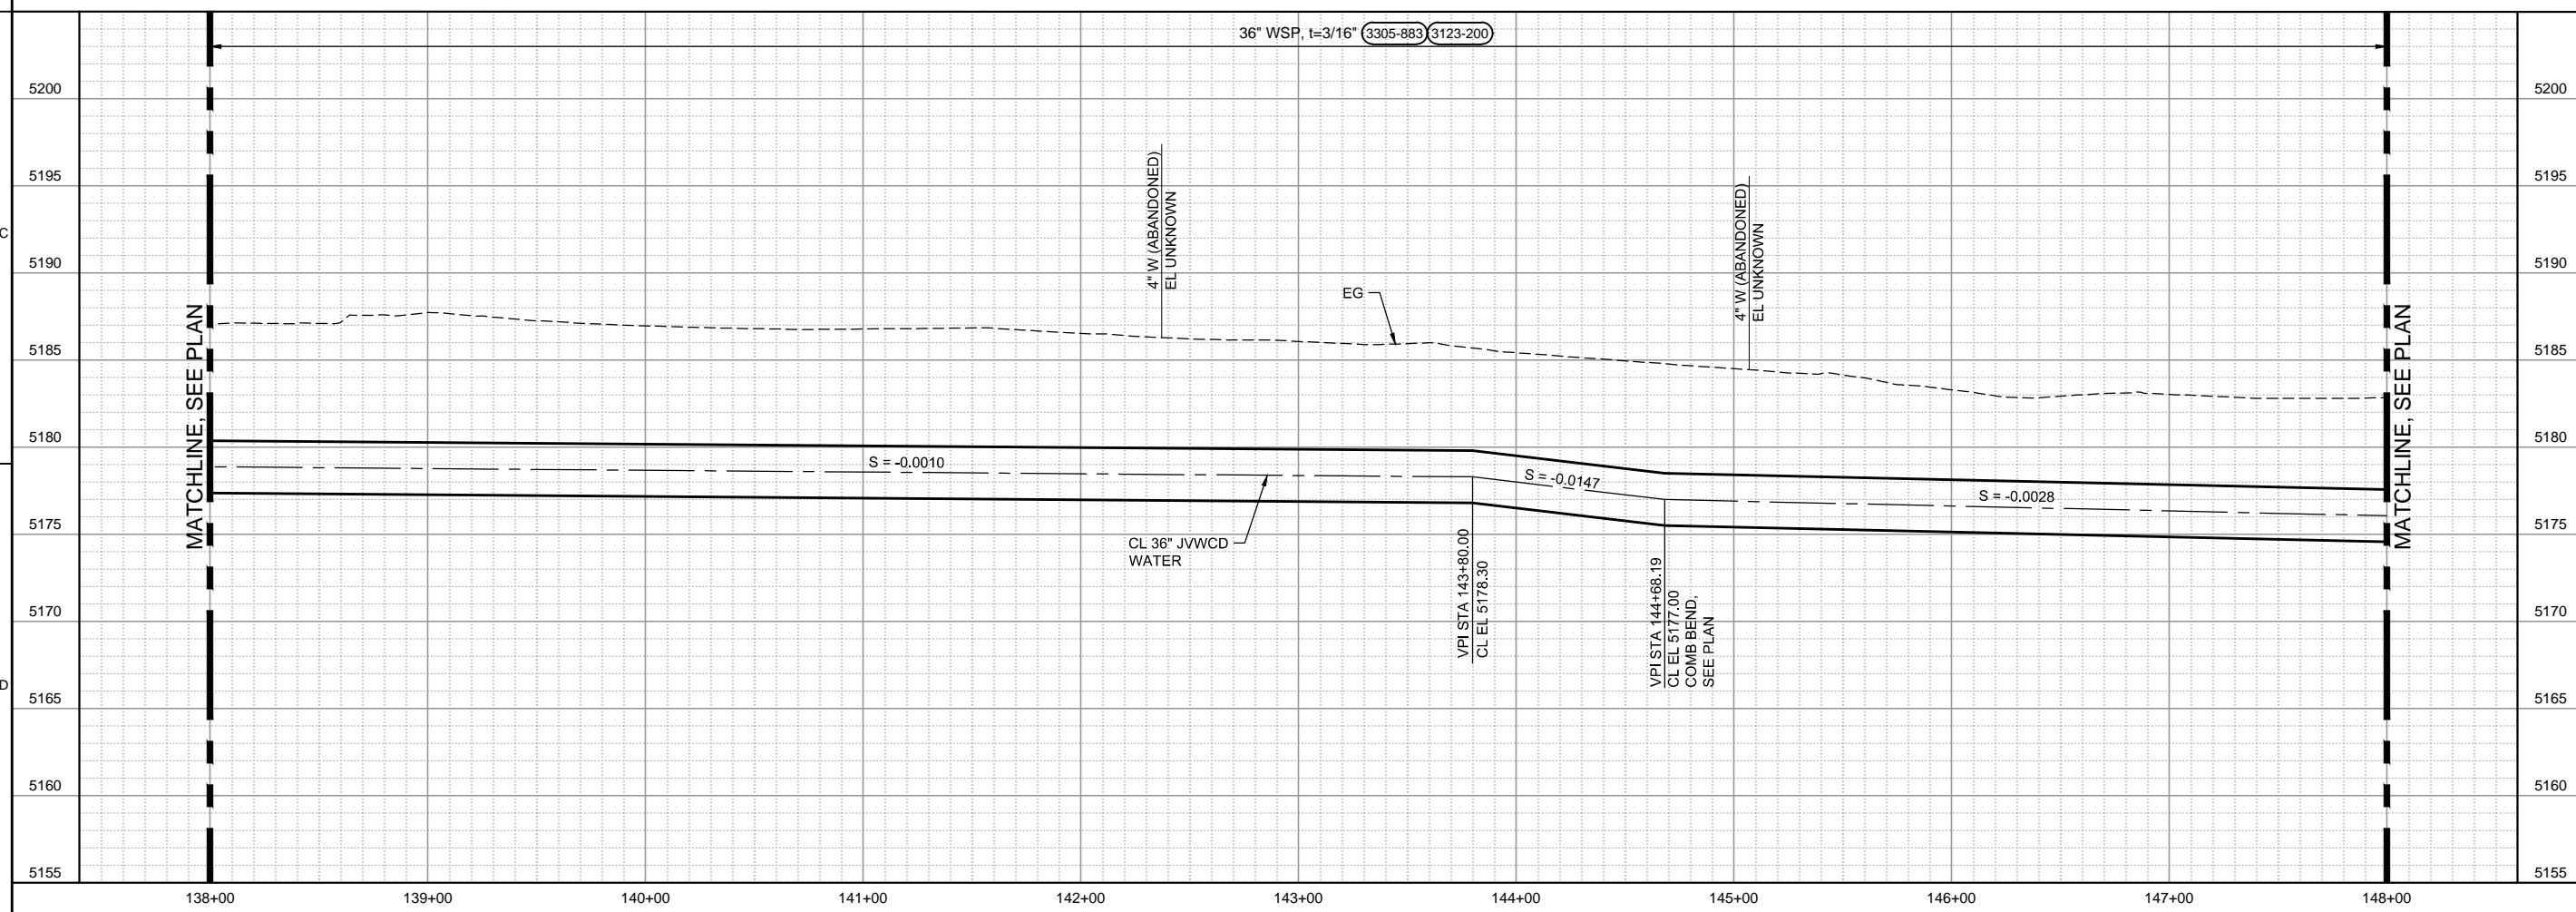 36" WSP, t=3/16" 3305-883 3123-200
5200 5200
5195 5195
C
5190 5190
5185 5185
5180 5180
5175 5175
5170 5170
D
5165 5165
5160 5160
5155 5155
MATCHLINE, SEE PLAN
4" W (ABANDONED)
EL UNKNOWN
EG
4" W (ABANDONED)
EL UNKNOWN
MATCHLINE, SEE PLAN
S = -0.0010
S = -0.0147
S = -0.0028
CL 36" JVWCD
WATER
VPI STA 143+80.00
CL EL 5178.30
VPI STA 144+68.19
CL EL 5177.00
COMB BEND,
SEE PLAN
138+00 139+00 140+00 141+00 142+00 143+00 144+00 145+00 146+00 147+00 148+00